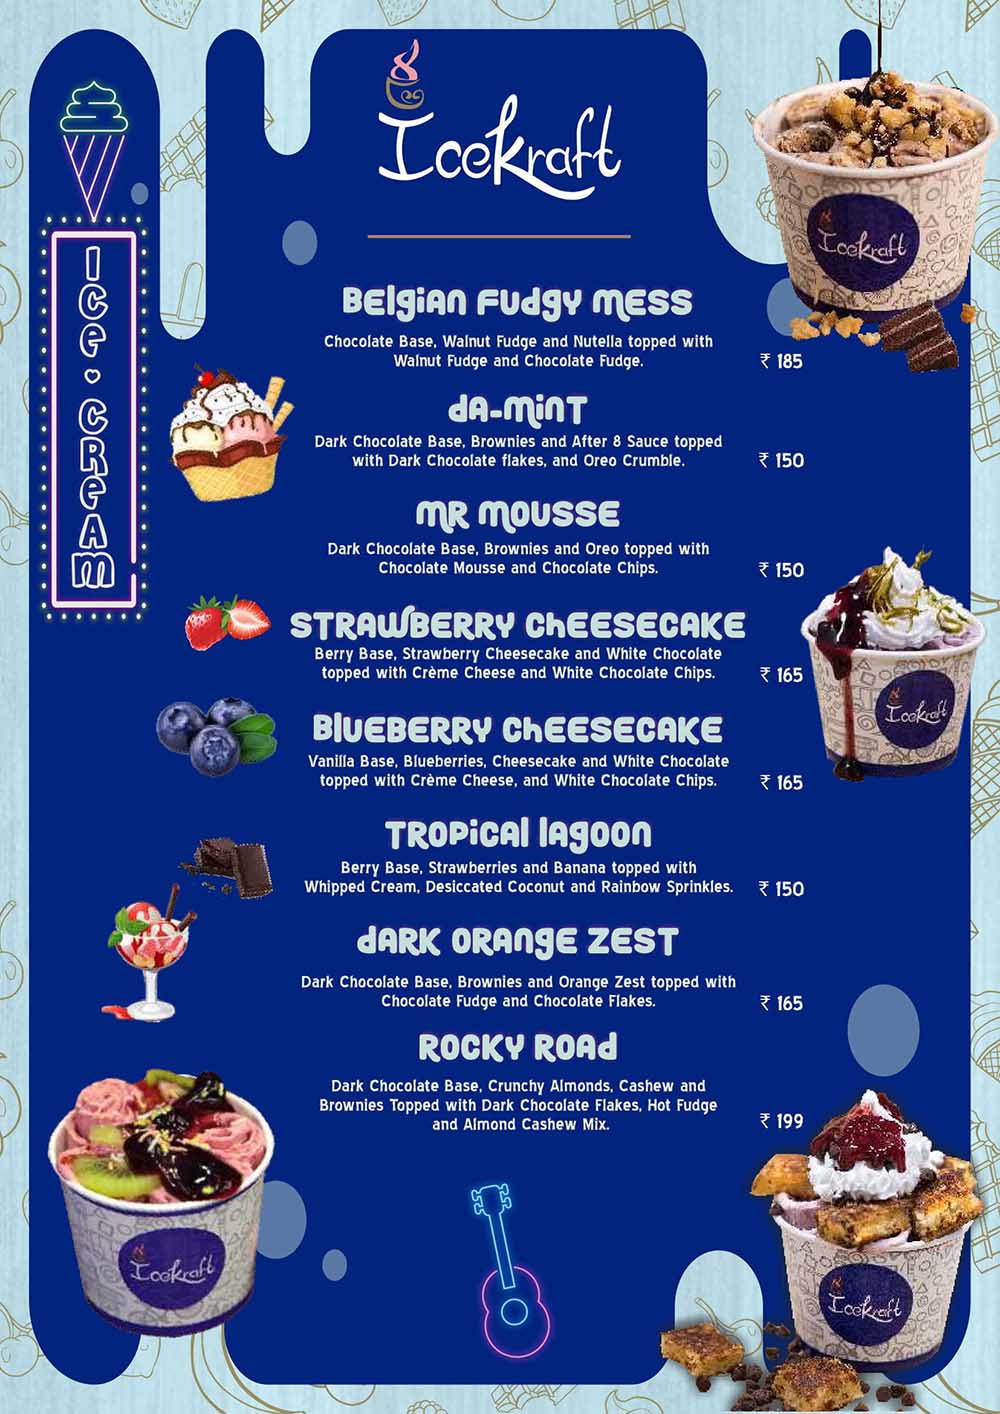 Icekraft
ICE CREAM
Belgian Fudgy Mess
Chocolate Base, Walnut Fudge and Nutella topped with
Walnut Fudge and Chocolate Fudge.
₹ 185
Da-Mint
Dark Chocolate Base, Brownies and After 8 Sauce topped
with Dark Chocolate flakes, and Oreo Crumble.
₹ 150
Mr Mousse
Dark Chocolate Base, Brownies and Oreo topped with
Chocolate Mousse and Chocolate Chips.
₹ 150
Strawberry Cheesecake
Berry Base, Strawberry Cheesecake and White Chocolate
topped with Crème Cheese and White Chocolate Chips.
₹ 165
Blueberry Cheesecake
Vanilla Base, Blueberries, Cheesecake and White Chocolate
topped with Crème Cheese, and White Chocolate Chips.
₹ 165
Tropical Lagoon
Berry Base, Strawberries and Banana topped with
Whipped Cream, Desiccated Coconut and Rainbow Sprinkles.
₹ 150
Dark Orange Zest
Dark Chocolate Base, Brownies and Orange Zest topped with
Chocolate Fudge and Chocolate Flakes.
₹ 165
Rocky Road
Dark Chocolate Base, Crunchy Almonds, Cashew and
Brownies Topped with Dark Chocolate Flakes, Hot Fudge
and Almond Cashew Mix.
₹ 199
Icekraft
Icekraft
Icekraft
Icekraft